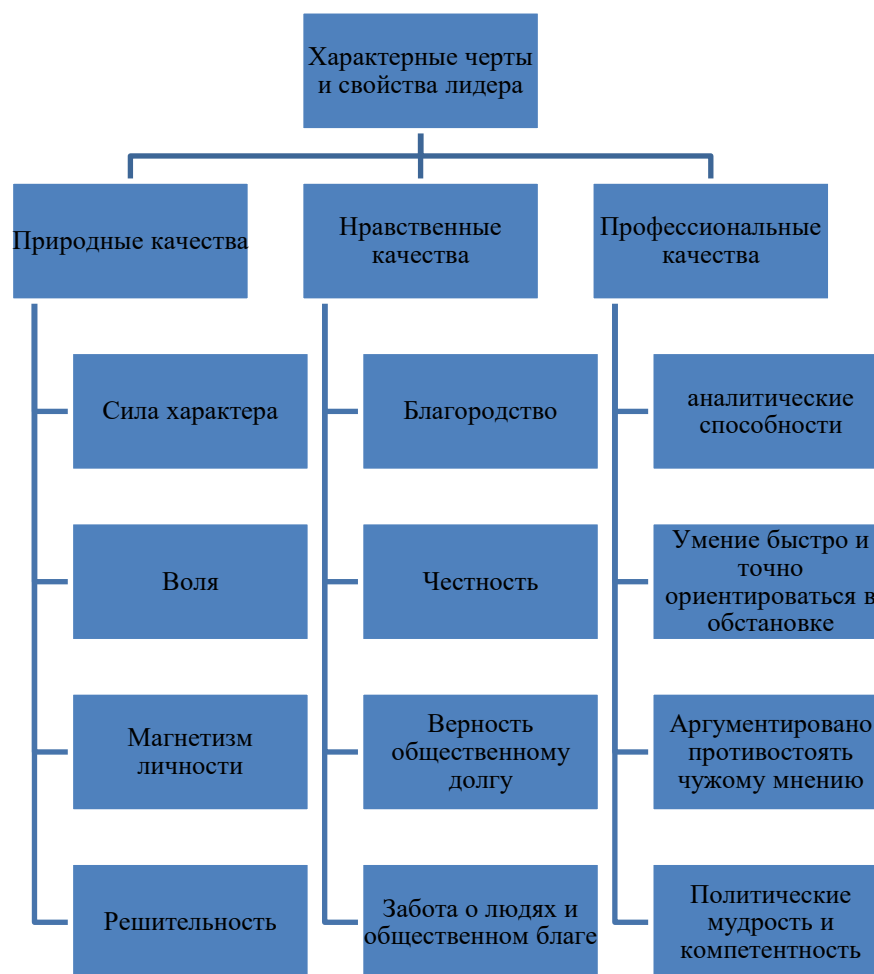 Характерные черты
и свойства лидера
Природные качества
Нравственные
качества
Профессиональные
качества
Сила характера
Благородство
аналитические
способности
Воля
Честность
Умение быстро и
точно
ориентироваться в
обстановке
Магнетизм
личности
Верность
общественному
долгу
Аргументировано
противостоять
чужому мнению
Решительность
Забота о людях и
общественном благе
Политические
мудрость и
компетентность